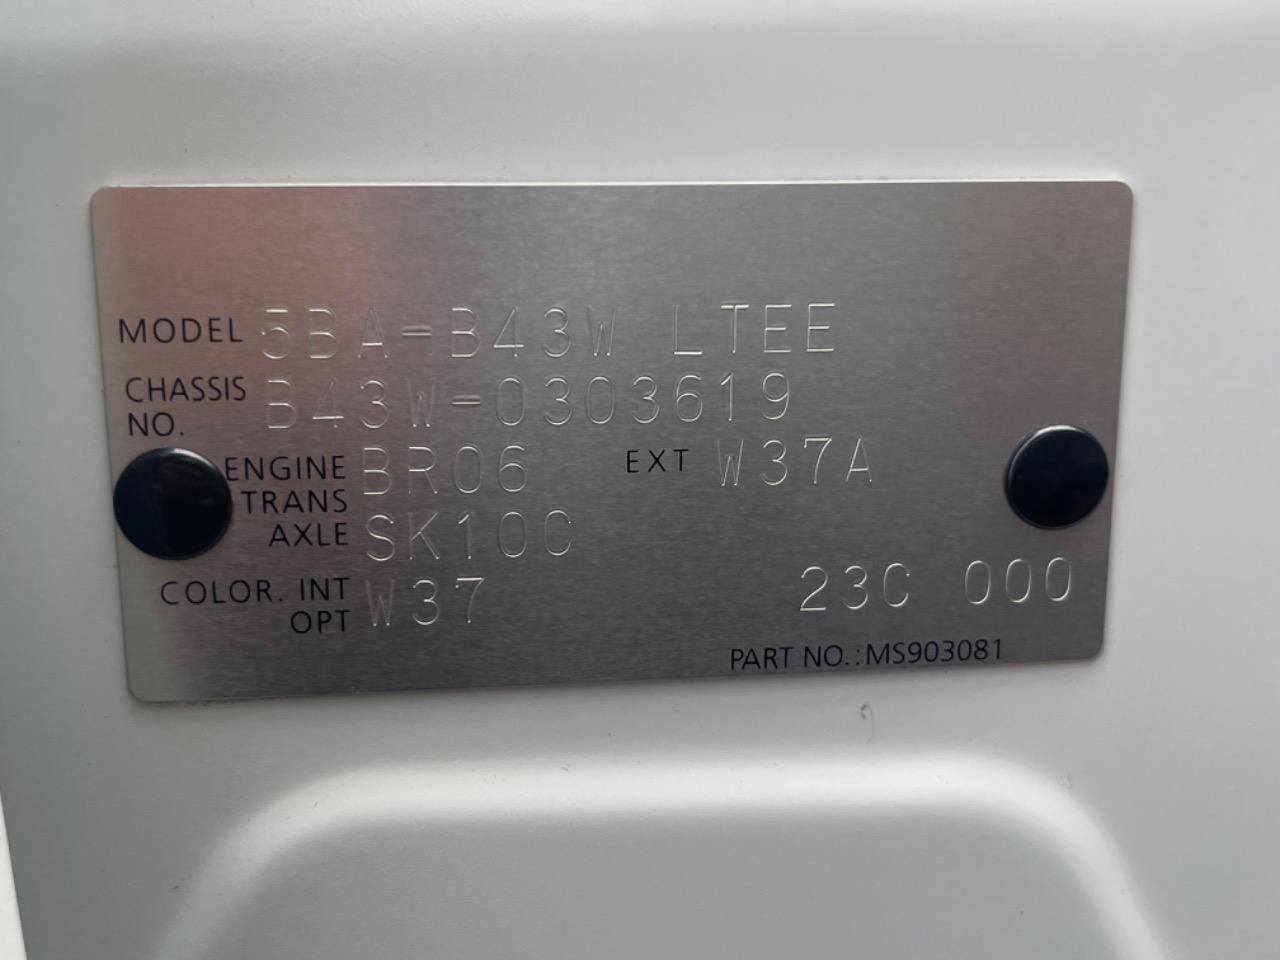 MODEL 5BA-B43W LTEE
CHASSIS NO. B43W-0303619
ENGINE BR06 EXT W37A
TRANS AXLE SK10C
COLOR. INT OPT W37 23C 000
PART NO.:MS903081